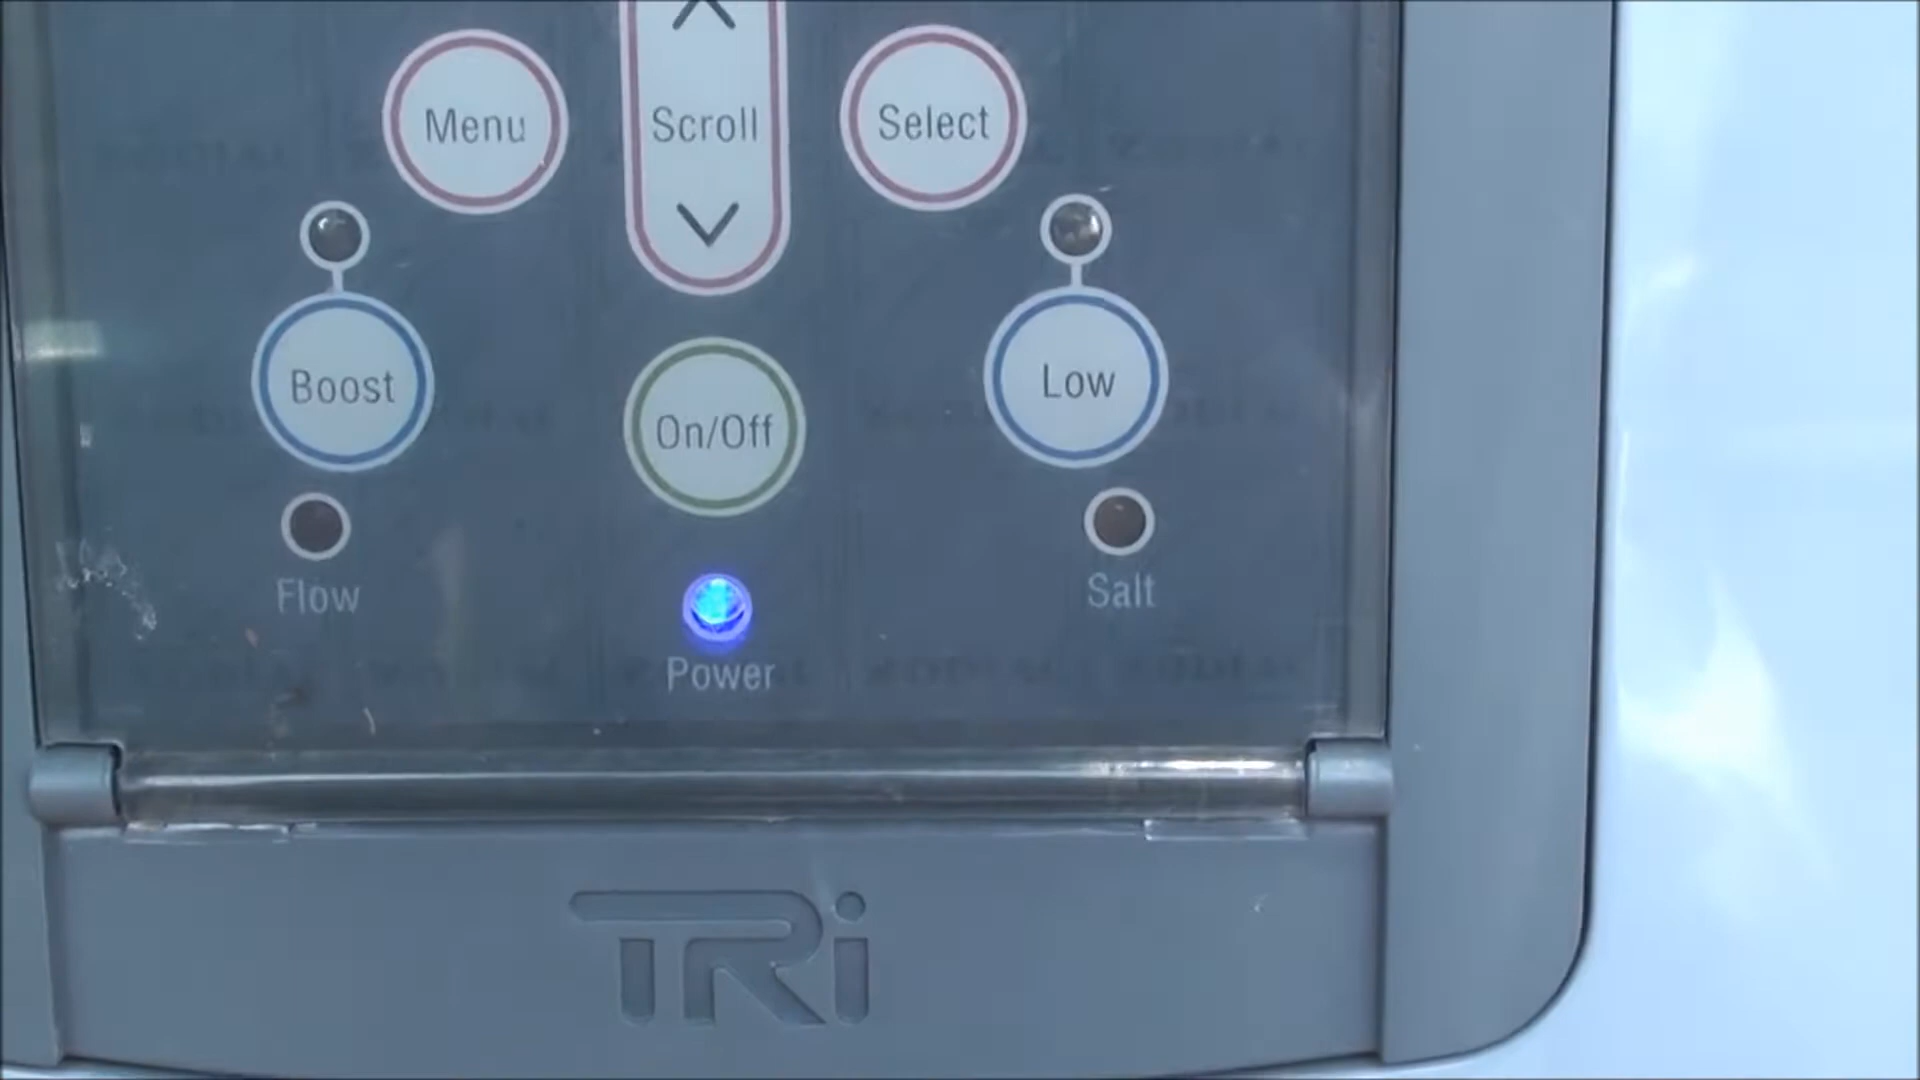 Menu
Scroll
Select
Boost
On/Off
Low
Flow
Power
Salt
TRi